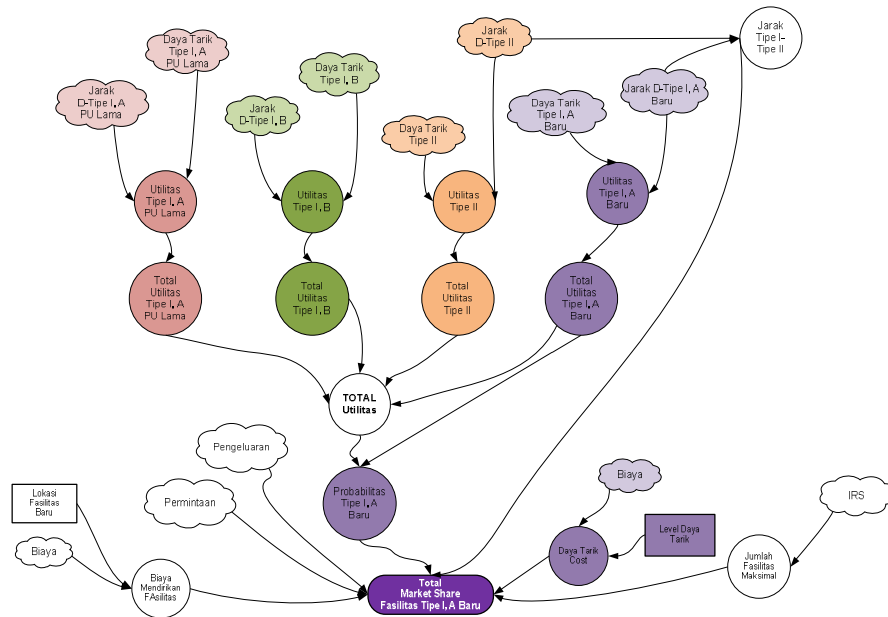 Daya Tarik
Tipe I, A
PU Lama
Jarak
D-Tipe I, A
PU Lama
Daya Tarik
Tipe I, B
Jarak
D-Tipe I, B
Jarak
D-Tipe II
Daya Tarik
Tipe II
Daya Tarik
Tipe I, A
Baru
Jarak D-Tipe I, A
Baru
Jarak
Tipe I-
Tipe II
Utilitas
Tipe I, A
PU Lama
Utilitas
Tipe I, B
Utilitas
Tipe II
Utilitas
Tipe I, A
Baru
Total
Utilitas
Tipe I, A
PU Lama
Total
Utilitas
Tipe I, B
Total
Utilitas
Tipe II
Total
Utilitas
Tipe I, A
Baru
TOTAL
Utilitas
Pengeluaran
Permintaan
Probabilitas
Tipe I, A
Baru
Biaya
IRS
Lokasi
Fasilitas
Baru
Biaya
Biaya
Mendirikan
FAsilitas
Daya Tarik
Cost
Level Daya
Tarik
Jumlah
Fasilitas
Maksimal
Total
Market Share
Fasilitas Tipe I, A Baru